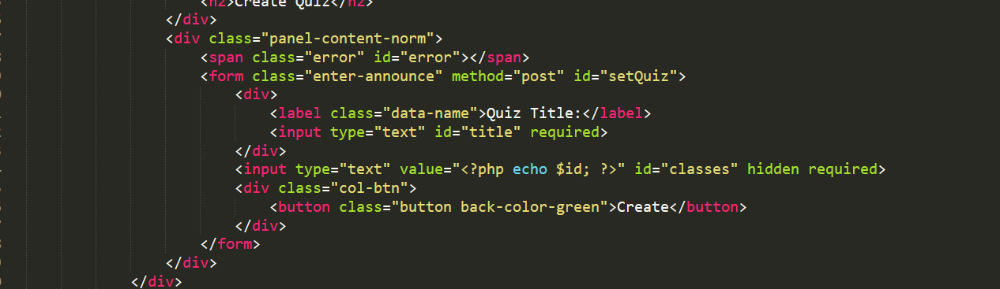 <h2>Create Quiz</h2>
</div>
<div class="panel-content-norm">
<span class="error" id="error"></span>
<form class="enter-announce" method="post" id="setQuiz">
<div>
<label class="data-name">Quiz Title:</label>
<input type="text" id="title" required>
</div>
<input type="text" value="<?php echo $id; ?>" id="classes" hidden required>
<div class="col-btn">
<button class="button back-color-green">Create</button>
</div>
</form>
</div>
</div>